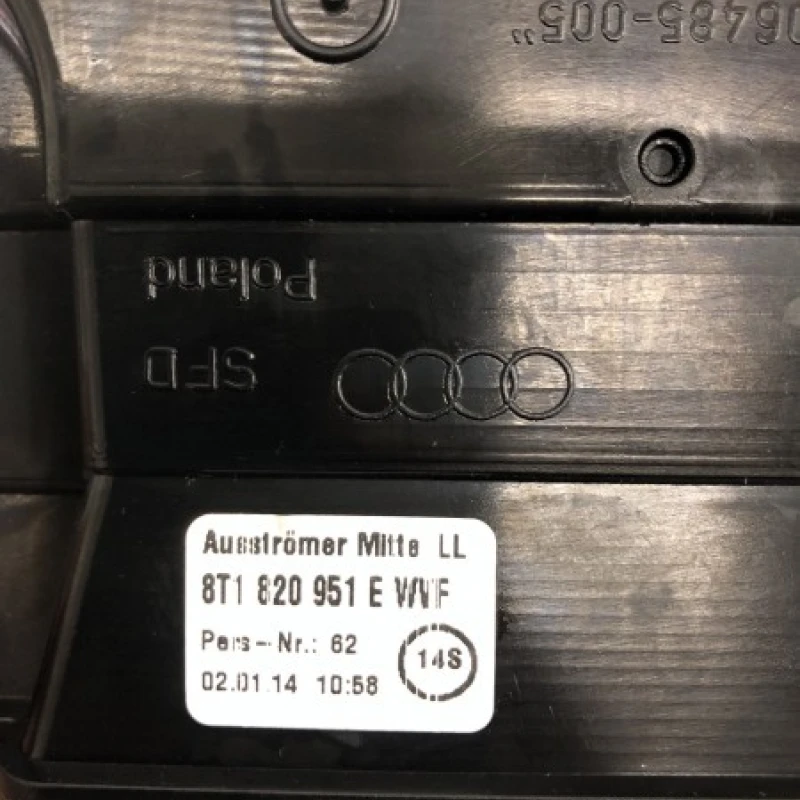 06485-005"
Poland
SFD
Ausströmer Mitte LL
8T1 820 951 E
Pers-Nr.: 62
14S
02.01.14 10:58